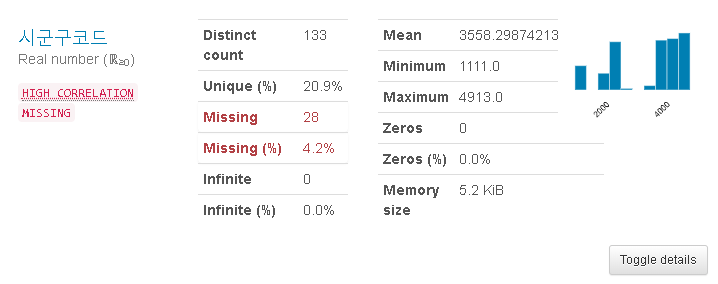 시군구코드
Real number (ℝ≥0)
HIGH CORRELATION
MISSING
Distinct count 133
Unique (%) 20.9%
Missing 28
Missing (%) 4.2%
Infinite 0
Infinite (%) 0.0%
Mean 3558.29874213
Minimum 1111.0
Maximum 4913.0
Zeros 0
Zeros (%) 0.0%
Memory size 5.2 KiB
2000
4000
Toggle details